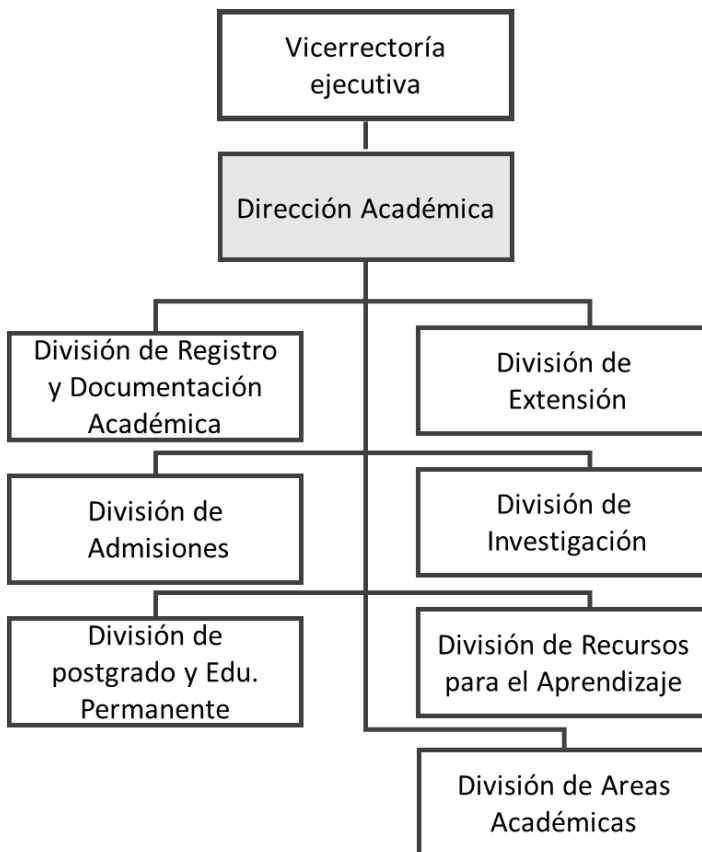 Vicerrectoría
ejecutiva
Dirección Académica
División de Registro
y Documentación
Académica
División de
Extensión
División de
Admisiones
División de
Investigación
División de
postgrado y Edu.
Permanente
División de Recursos
para el Aprendizaje
División de Areas
Académicas